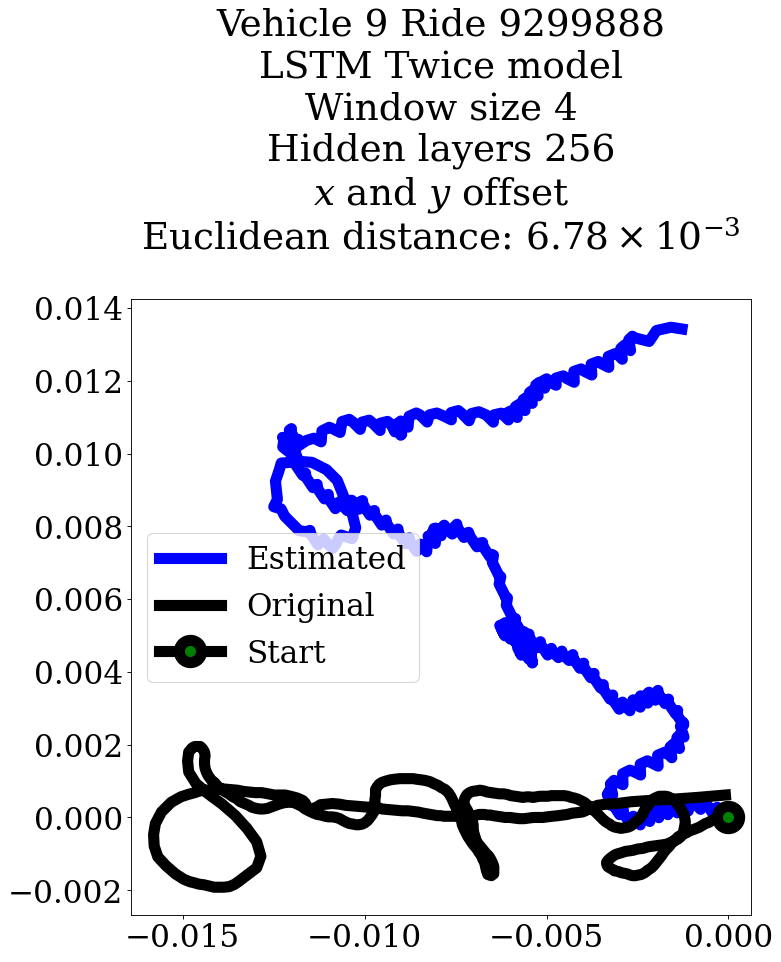 Vehicle 9 Ride 9299888
LSTM Twice model
Window size 4
Hidden layers 256
x and y offset
Euclidean distance: 6.78 × 10⁻³
0.014
0.012
0.010
0.008
0.006
0.004
0.002
0.000
−0.002
Estimated
Original
Start
−0.015 −0.010 −0.005 0.000